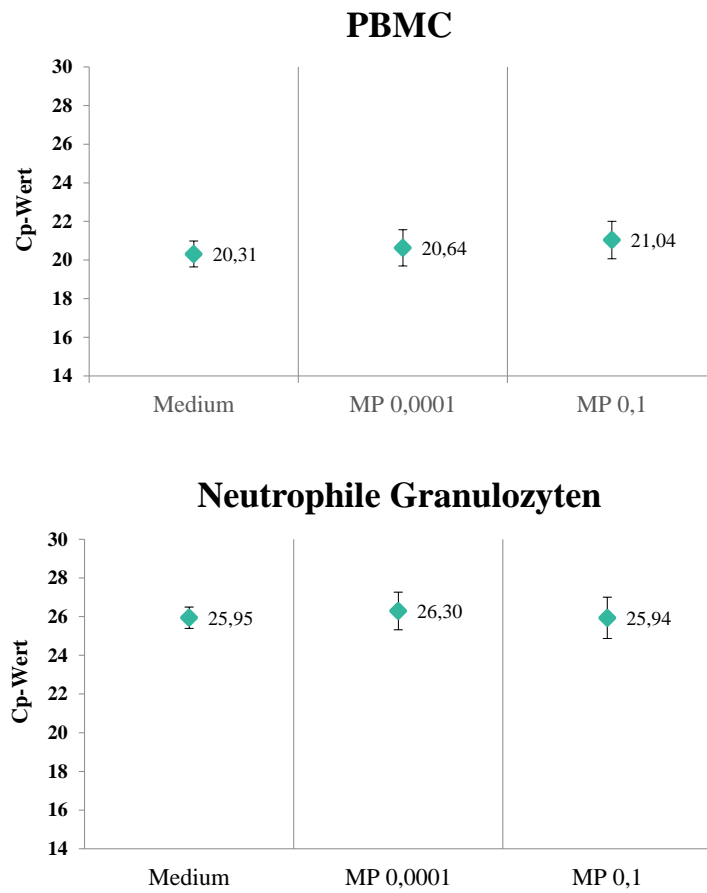 PBMC
30
28
26
24
22
20
18
16
14
Cp-Wert
20,31
20,64
21,04
Medium
MP 0,0001
MP 0,1
Neutrophile Granulozyten
30
28
26
24
22
20
18
16
14
Cp-Wert
25,95
26,30
25,94
Medium
MP 0,0001
MP 0,1